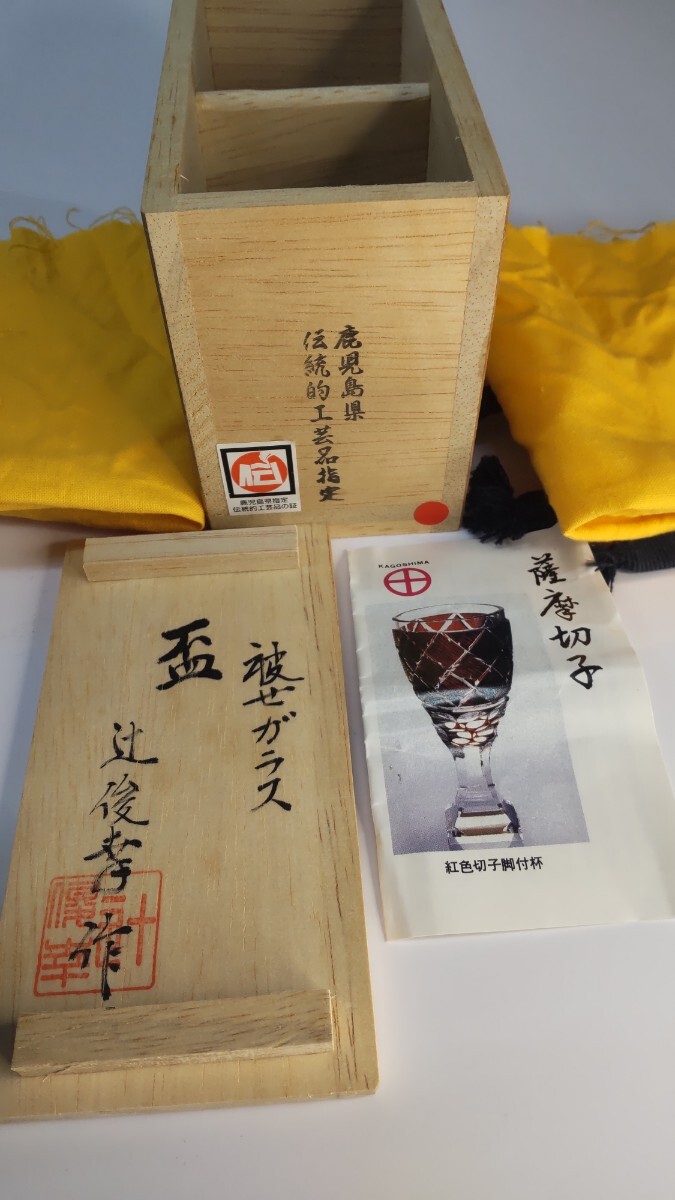 鹿児島県
伝統的工芸品指定
伝
鹿児島県指定
伝統的工芸品の証
被せガラス
盃
辻俊幸作
KAGOSHIMA
薩摩切子
紅色切子脚付杯